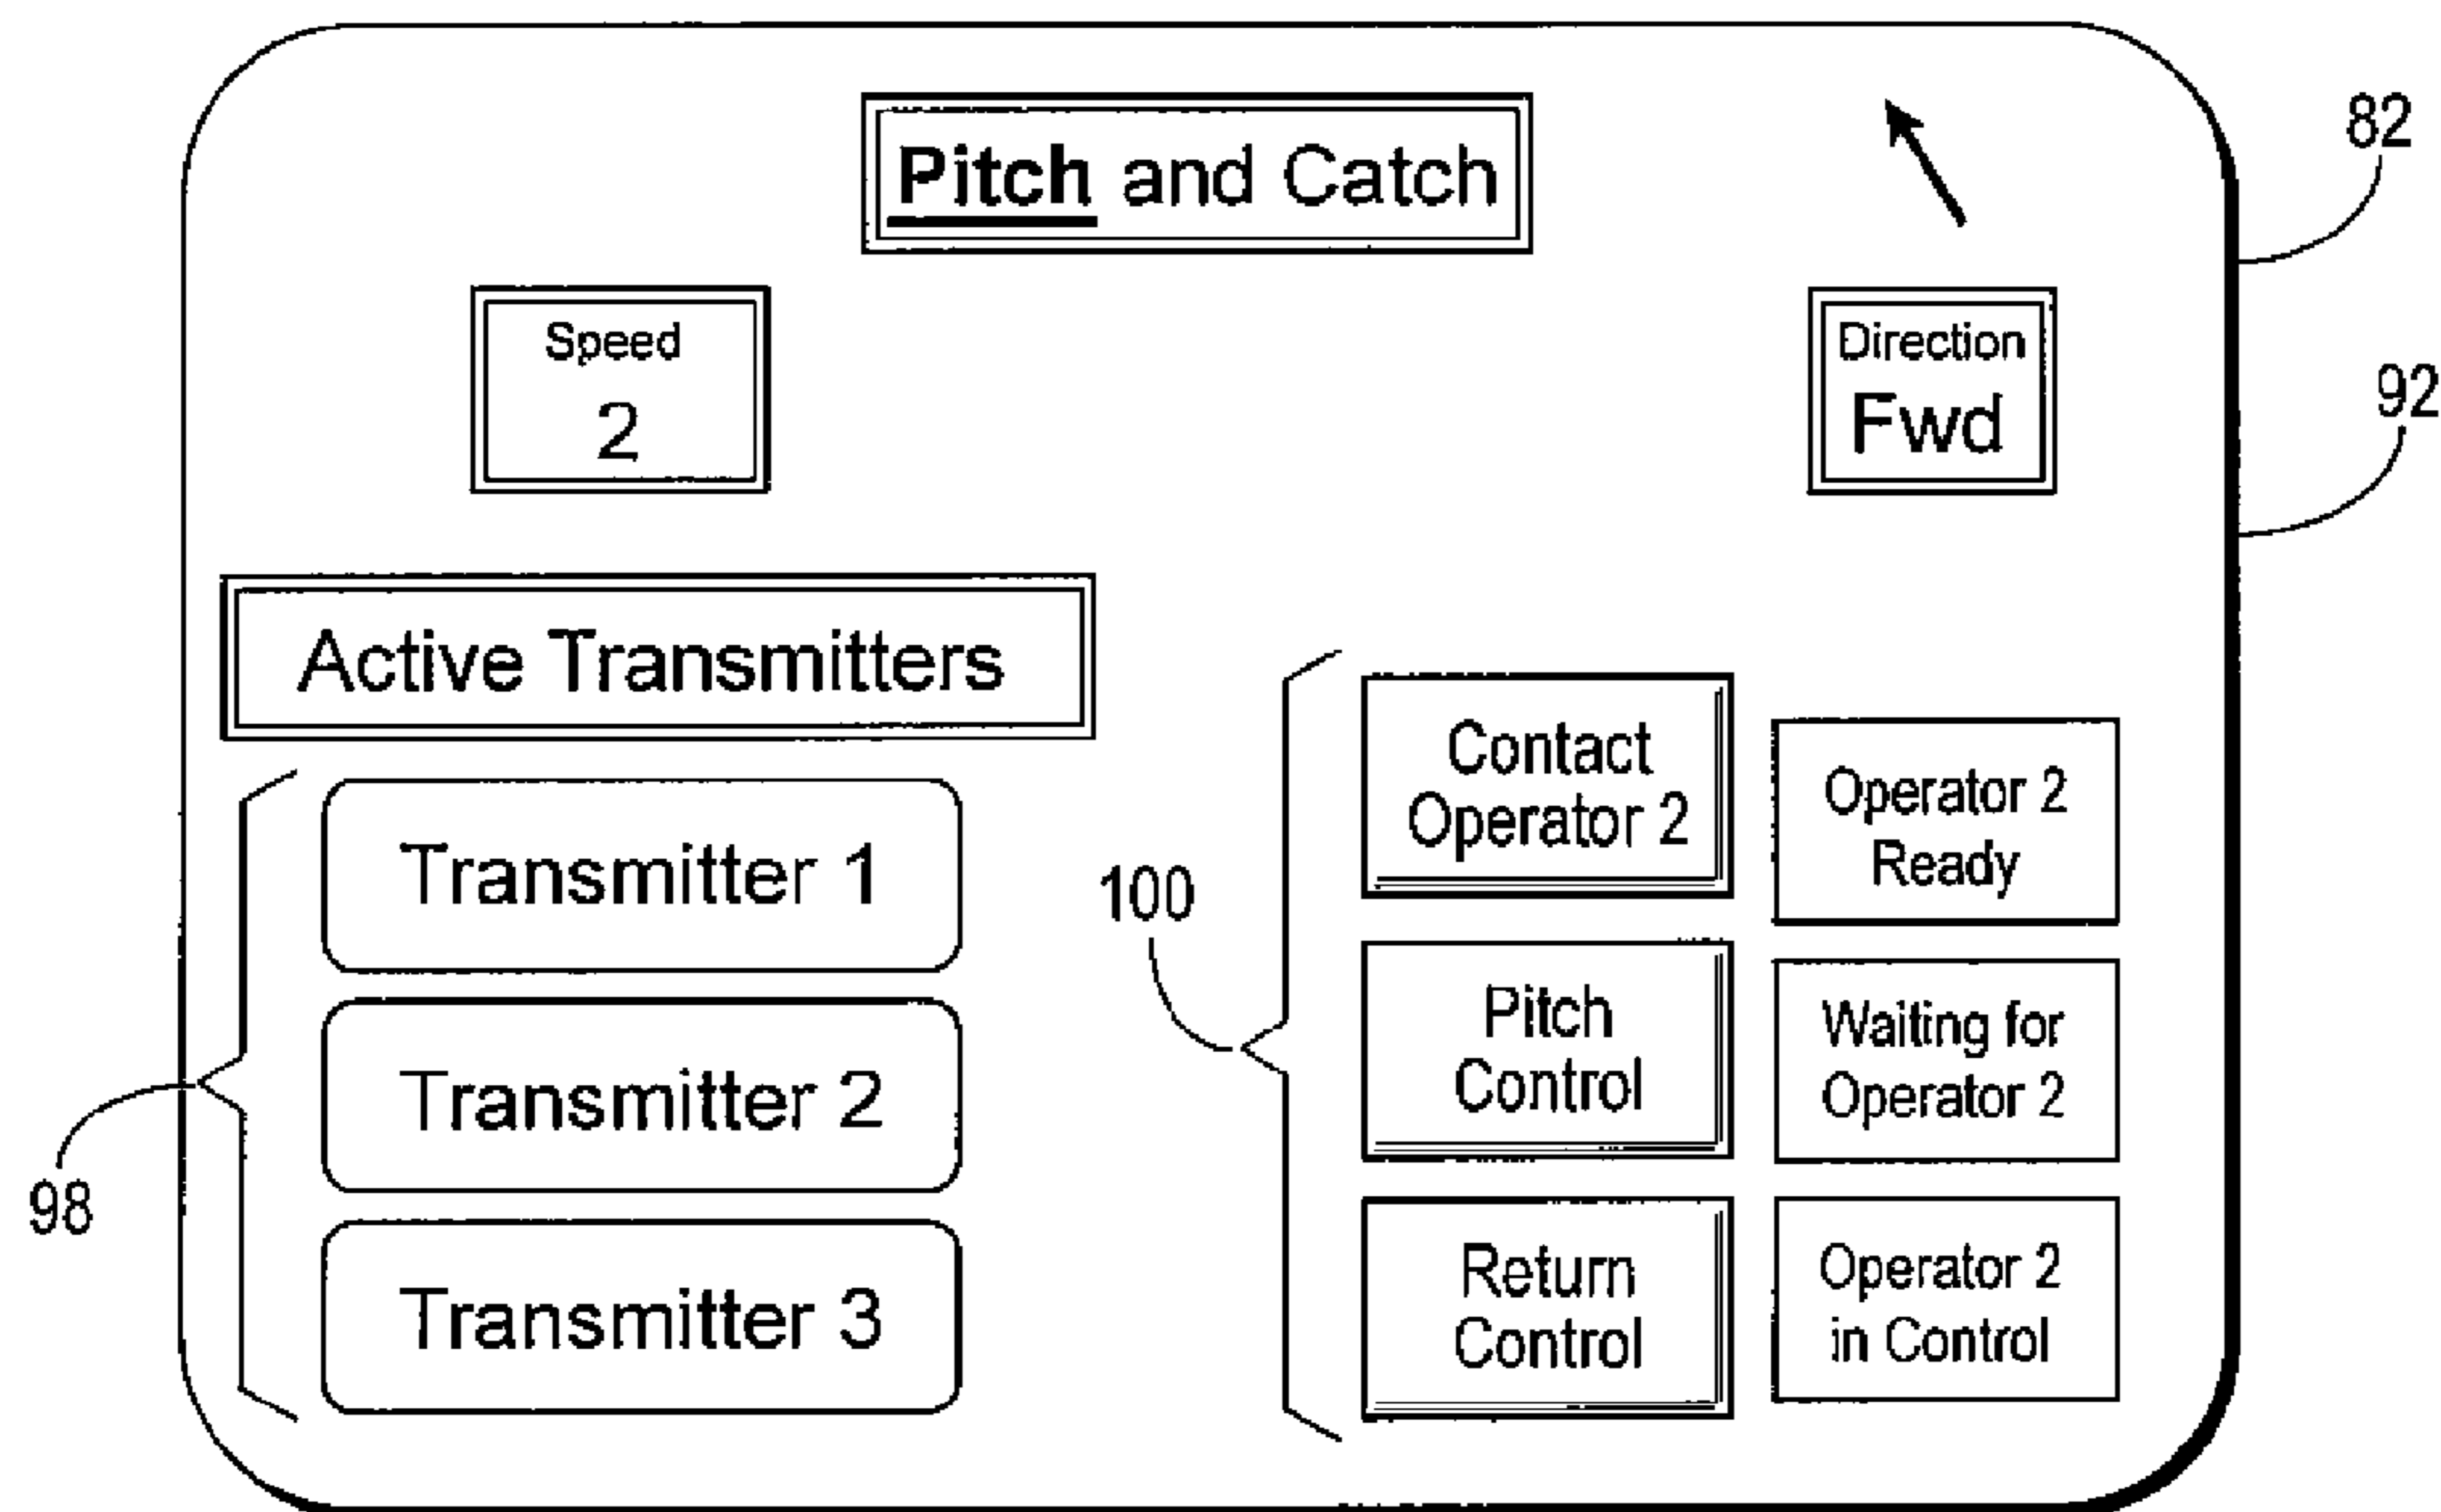 Pitch and Catch
82
Speed
2
Direction
Fwd
92
Active Transmitters
Transmitter 1
Transmitter 2
Transmitter 3
98
100
Contact
Operator 2
Operator 2
Ready
Pitch
Control
Waiting for
Operator 2
Return
Control
Operator 2
in Control